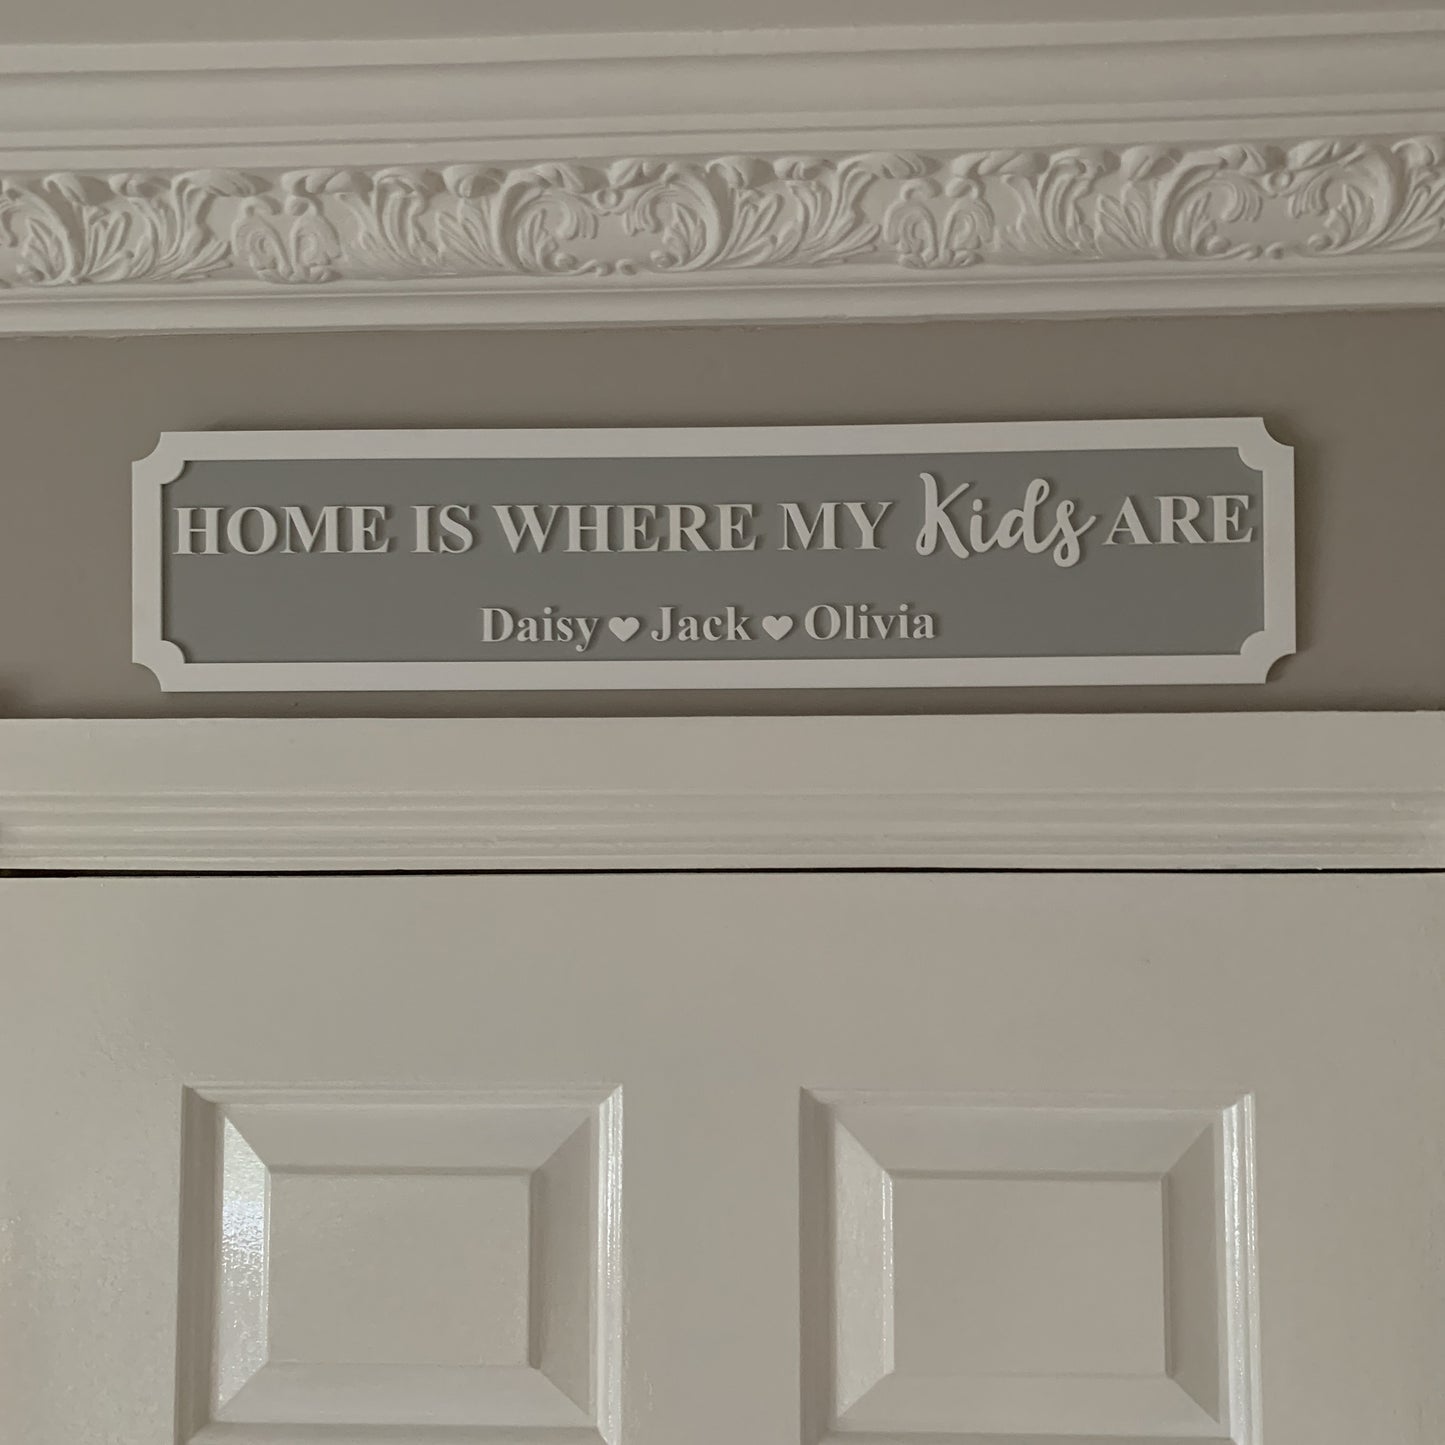 HOME IS WHERE MY Kids ARE
Daisy ♥ Jack ♥ Olivia